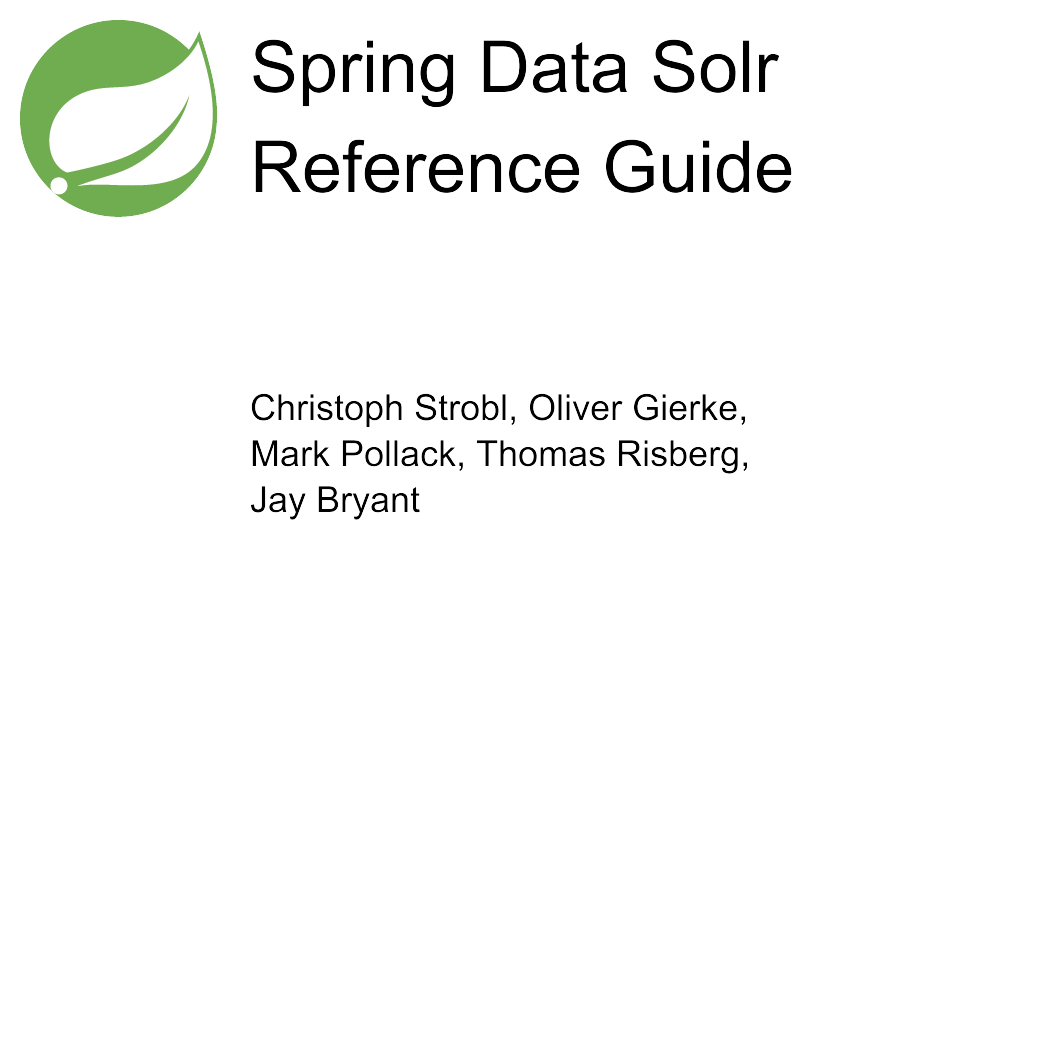 Spring Data Solr
Reference Guide
Christoph Strobl, Oliver Gierke,
Mark Pollack, Thomas Risberg,
Jay Bryant